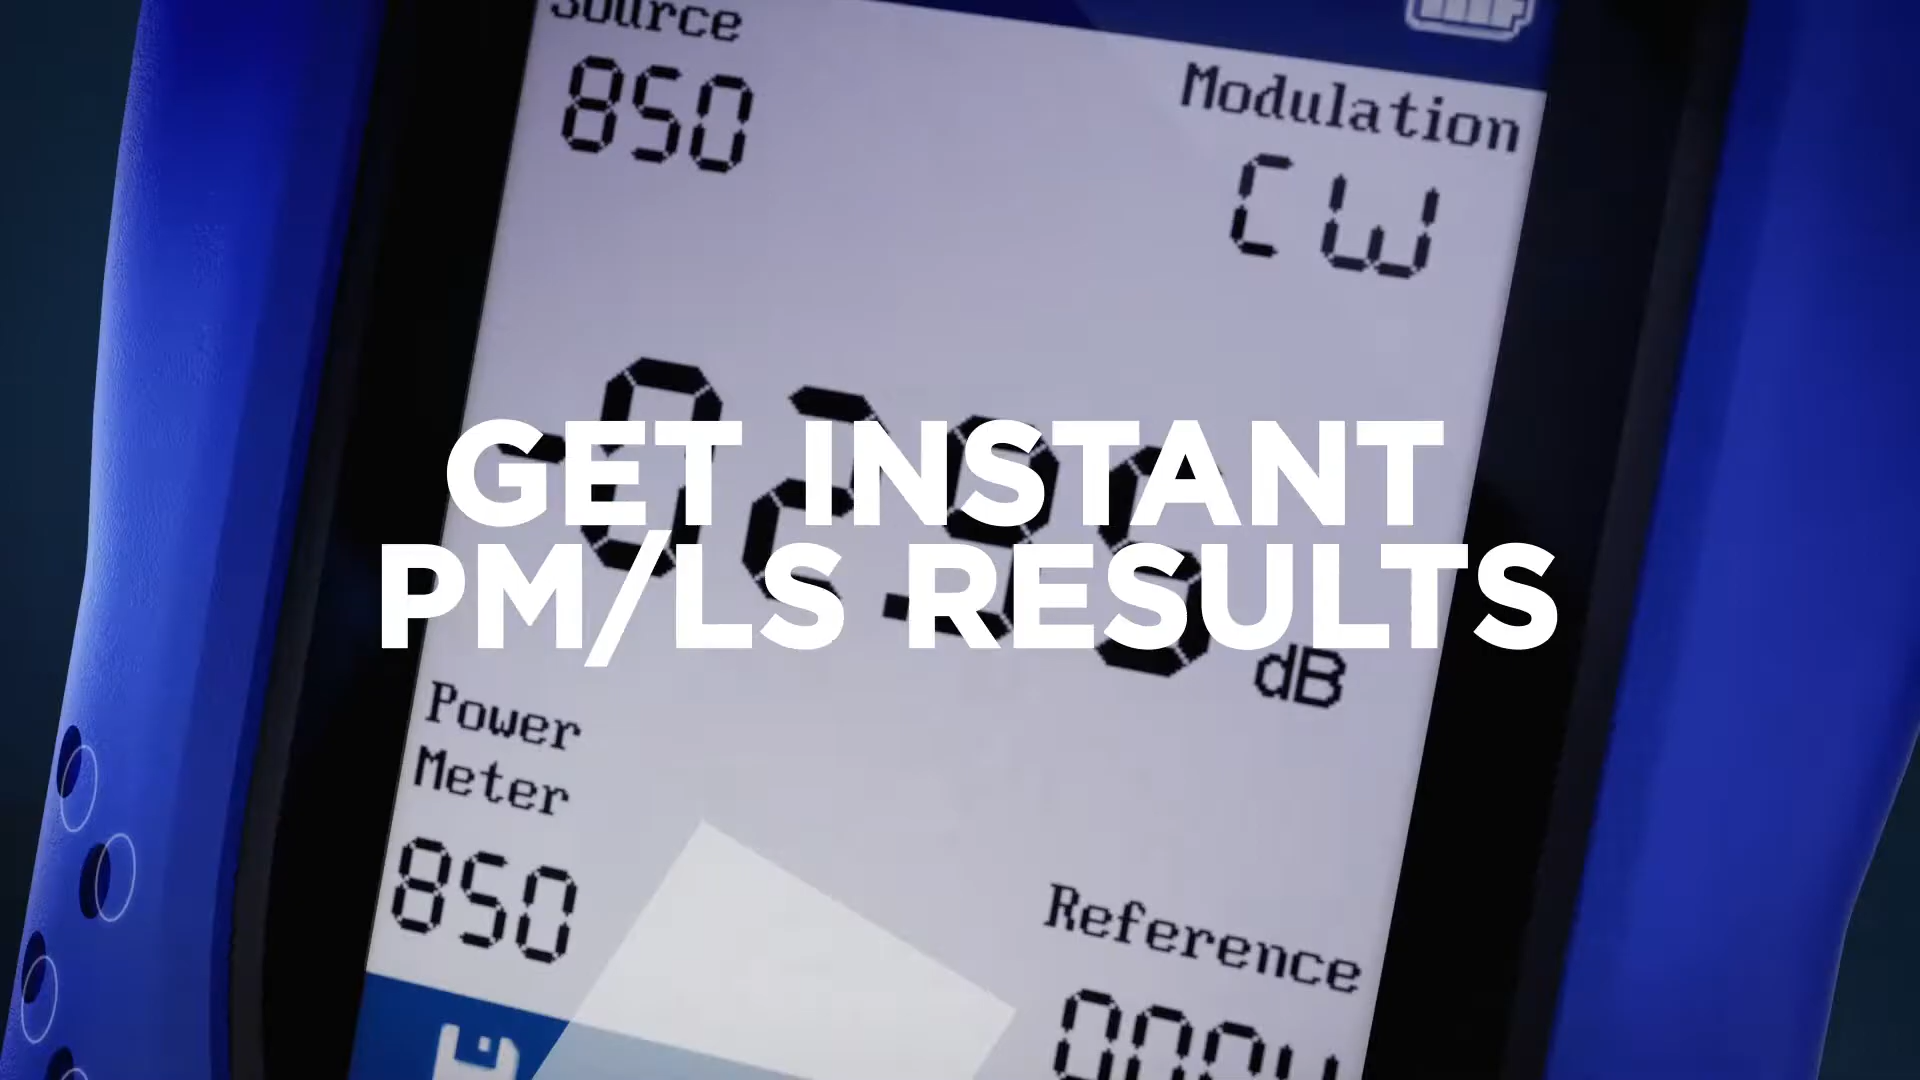 Source
850
Modulation
CW
GET INSTANT
PM/LS RESULTS
dB
Power
Meter
850
Reference